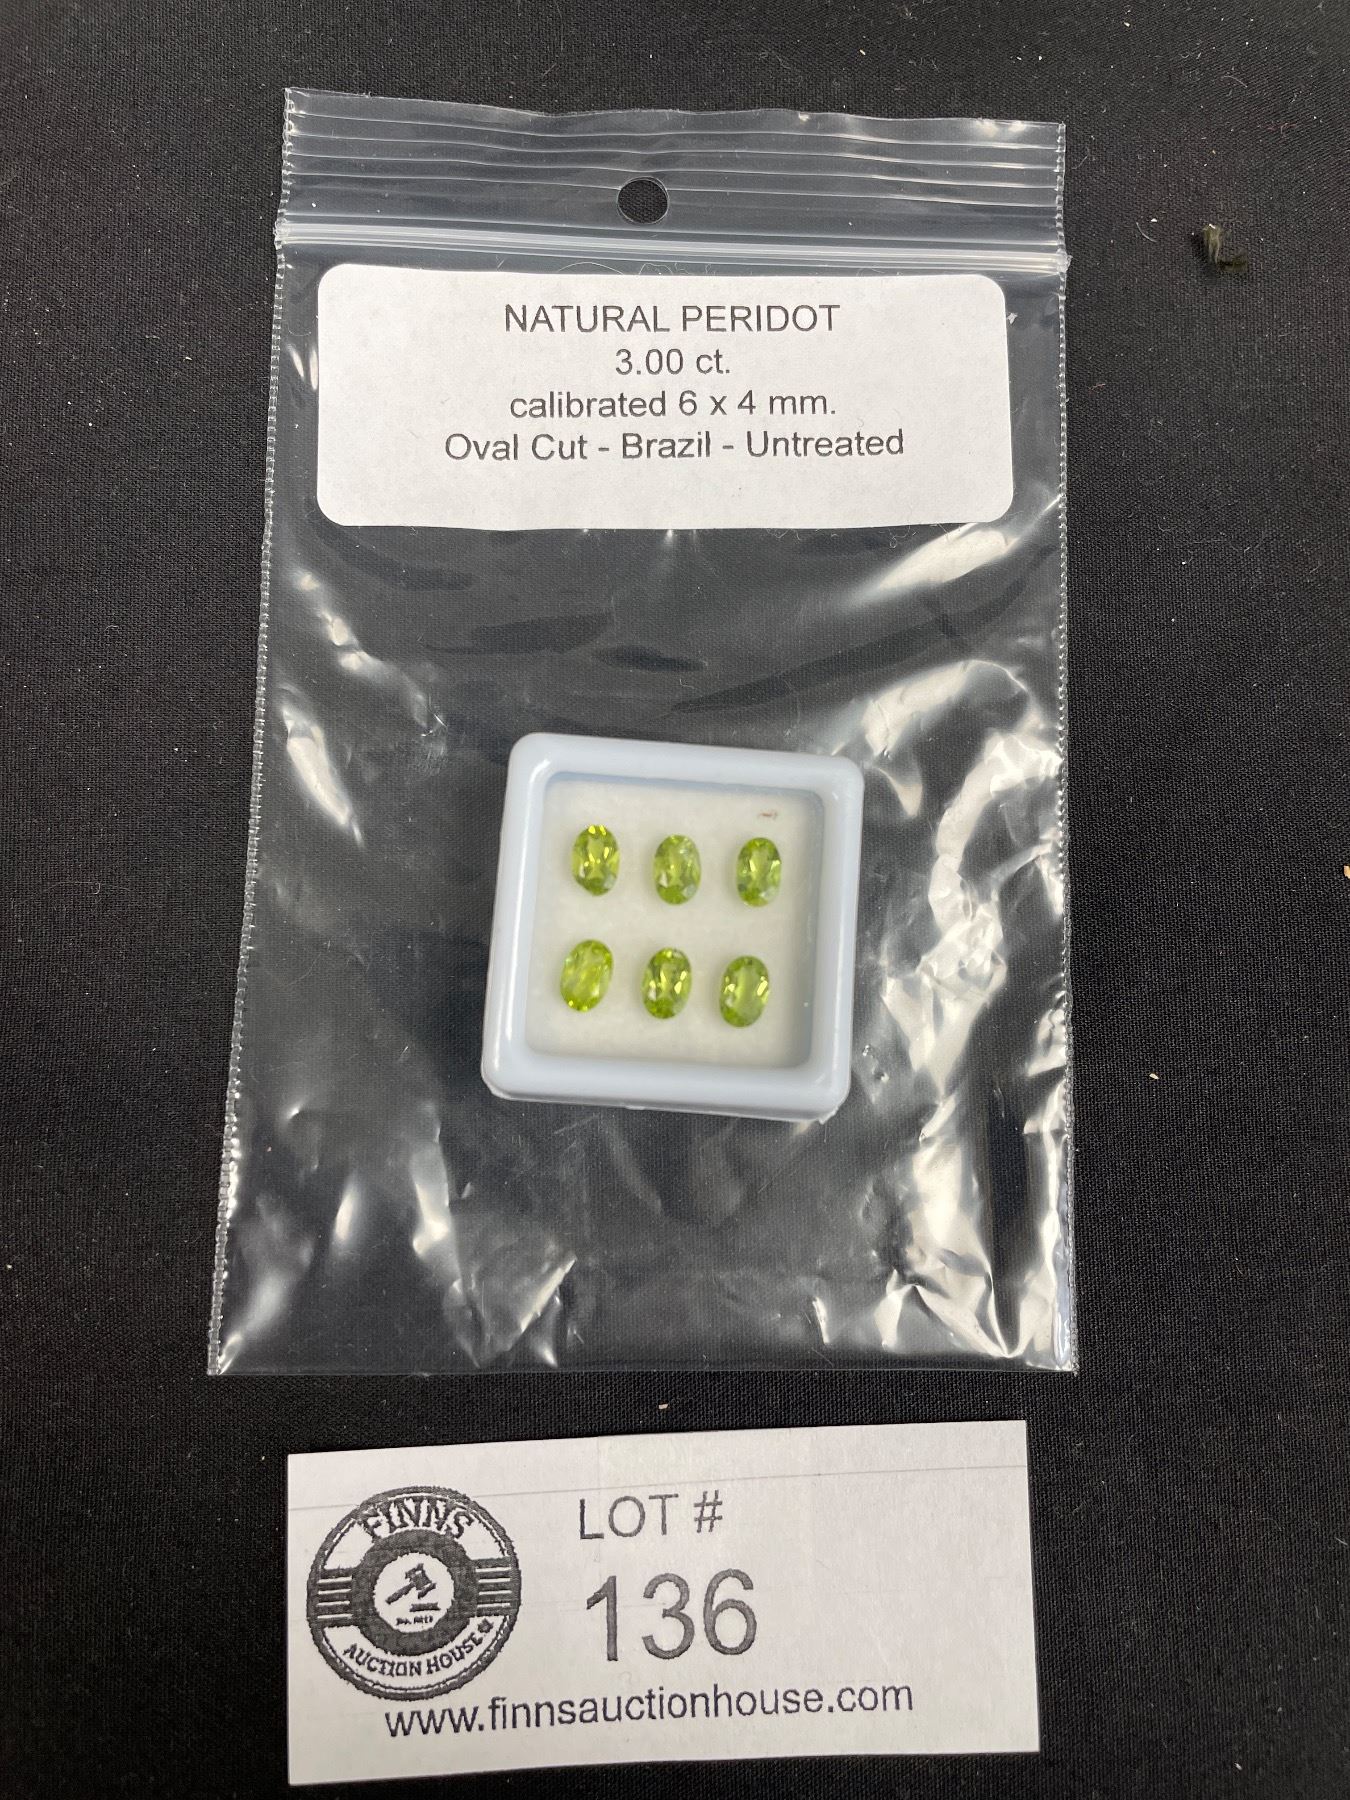 NATURAL PERIDOT
3.00 ct.
calibrated 6 x 4 mm.
Oval Cut - Brazil - Untreated
FINNS
AUCTION HOUSE
LOT #
136
www.finnsauctionhouse.com